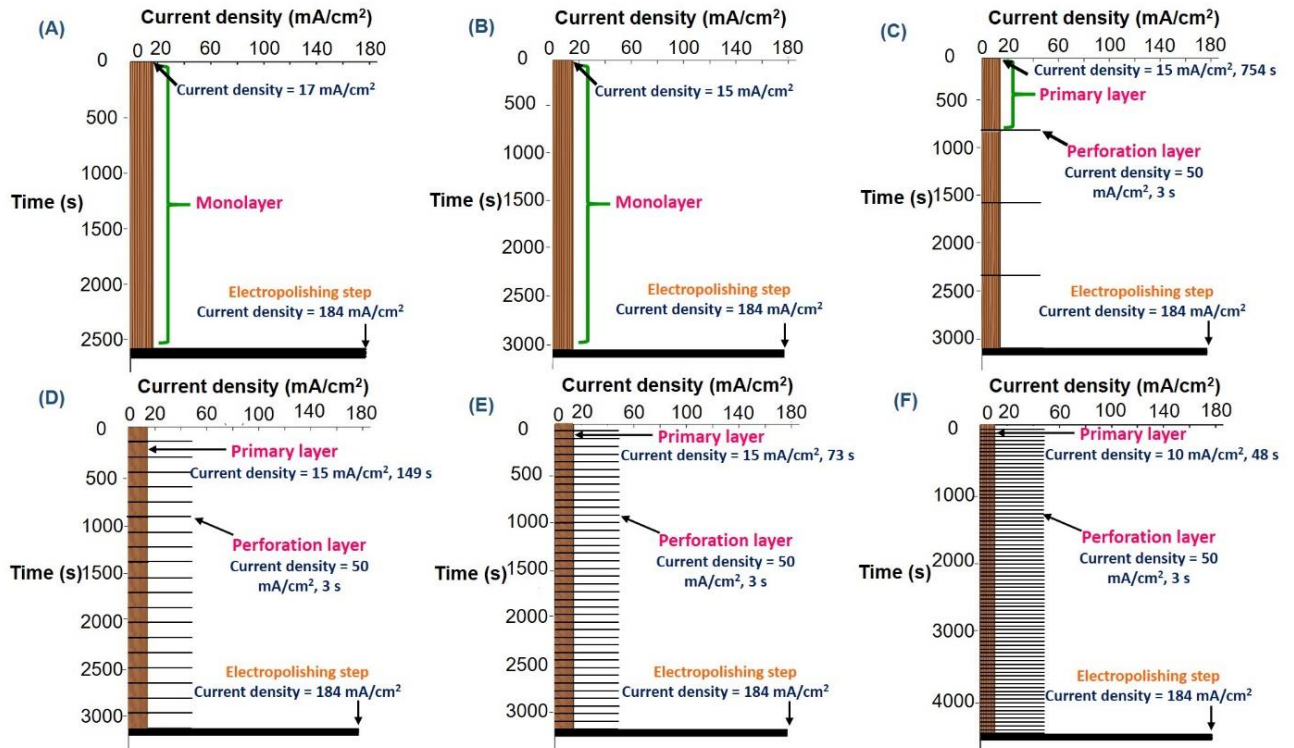 (A)
Current density (mA/cm²)
0 20 60 100 140 180
0
500
1000
1500
2000
2500
Time (s)
Current density = 17 mA/cm²
Monolayer
Electropolishing step
Current density = 184 mA/cm²
(B)
Current density (mA/cm²)
0 20 60 100 140 180
0
500
1000
1500
2000
2500
3000
Time (s)
Current density = 15 mA/cm²
Monolayer
Electropolishing step
Current density = 184 mA/cm²
(C)
Current density (mA/cm²)
0 20 60 100 140 180
0
500
1000
1500
2000
2500
3000
Time (s)
Current density = 15 mA/cm², 754 s
Primary layer
Perforation layer
Current density = 50
mA/cm², 3 s
Electropolishing step
Current density = 184 mA/cm²
(D)
Current density (mA/cm²)
0 20 60 100 140 180
0
500
1000
1500
2000
2500
3000
Time (s)
Primary layer
Current density = 15 mA/cm², 149 s
Perforation layer
Current density = 50
mA/cm², 3 s
Electropolishing step
Current density = 184 mA/cm²
(E)
Current density (mA/cm²)
0 20 60 100 140 180
0
500
1000
1500
2000
2500
3000
Time (s)
Primary layer
Current density = 15 mA/cm², 73 s
Perforation layer
Current density = 50
mA/cm², 3 s
Electropolishing step
Current density = 184 mA/cm²
(F)
Current density (mA/cm²)
0 20 60 100 140 180
0
1000
2000
3000
4000
Time (s)
Primary layer
Current density = 10 mA/cm², 48 s
Perforation layer
Current density = 50
mA/cm², 3 s
Electropolishing step
Current density = 184 mA/cm²